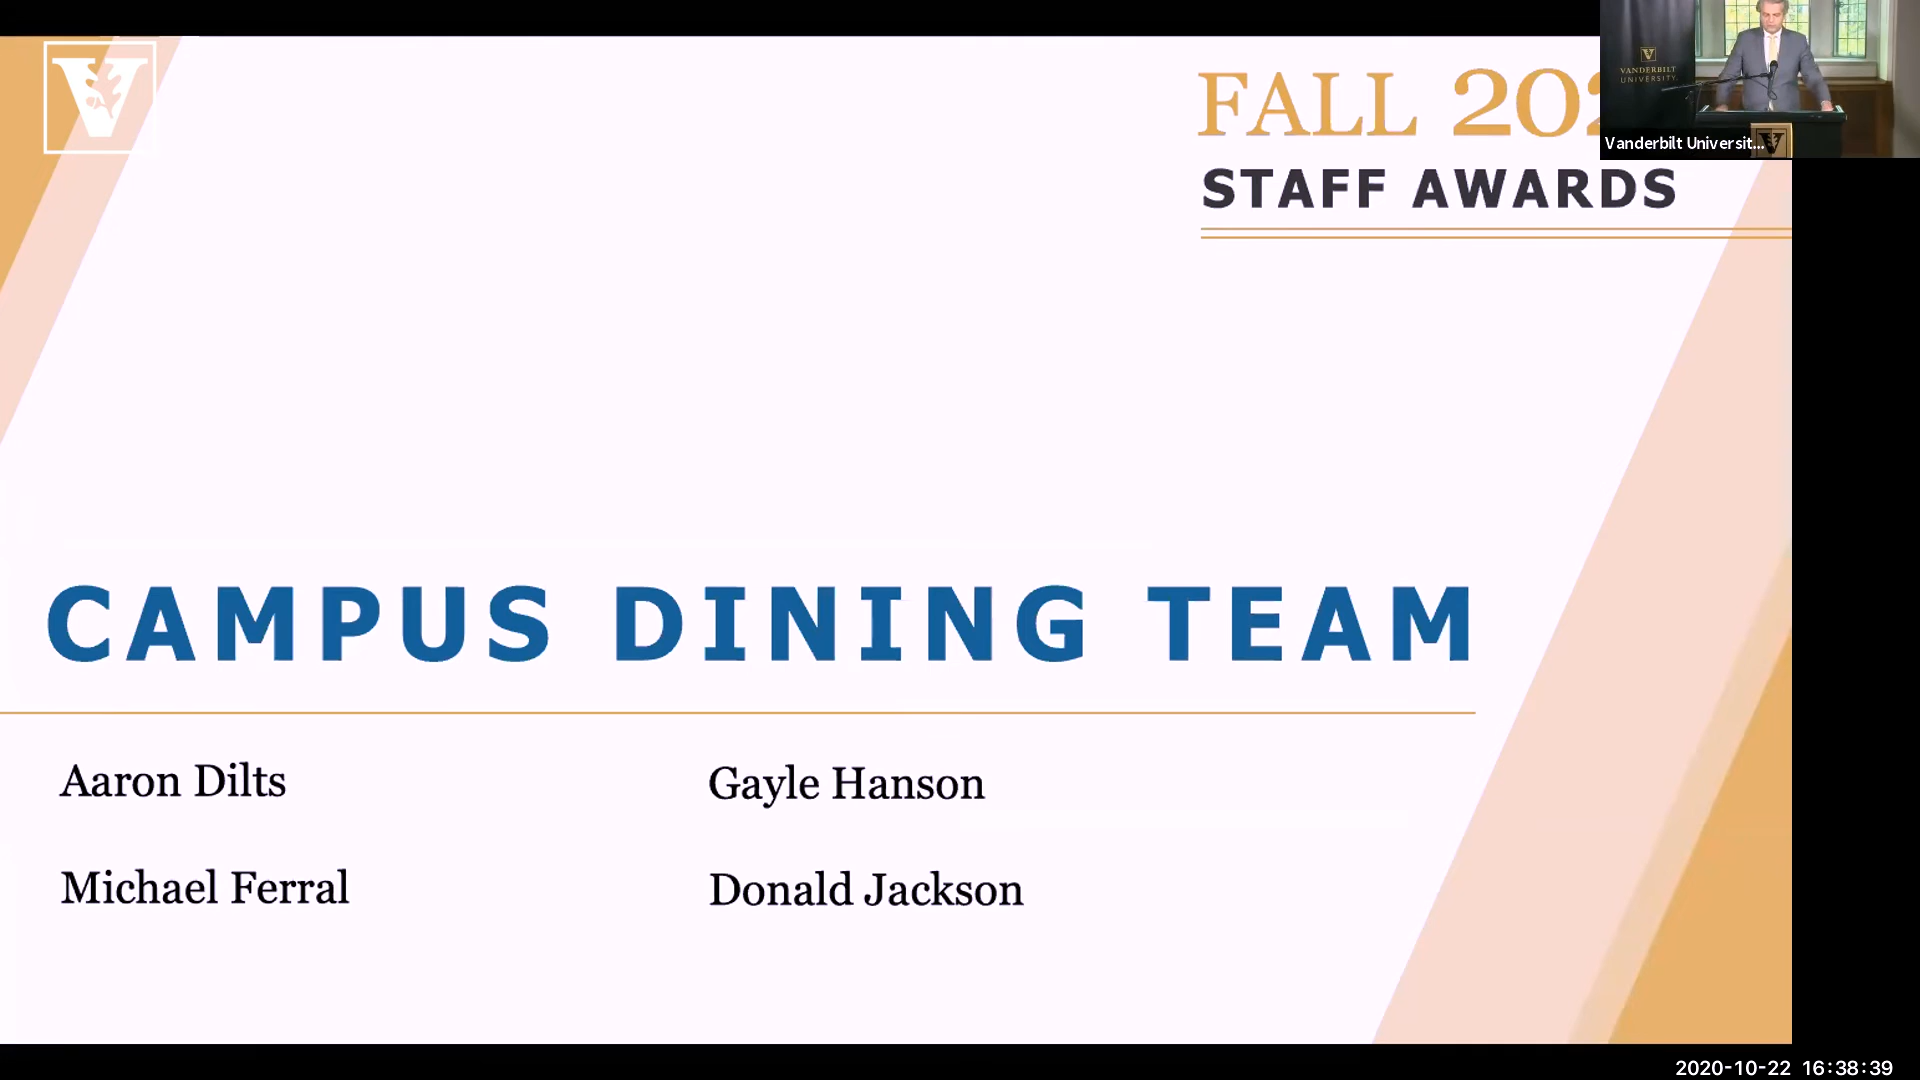 V
FALL 202
STAFF AWARDS
VANDERBILT
UNIVERSITY
Vanderbilt Universit...
CAMPUS DINING TEAM
Aaron Dilts
Gayle Hanson
Michael Ferral
Donald Jackson
2020-10-22 16:38:39